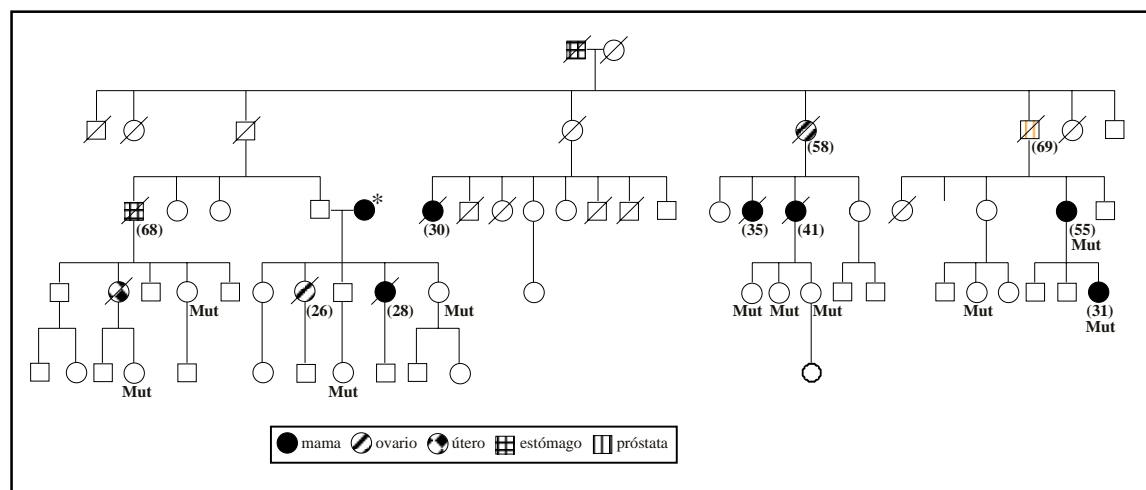 (58)
(69)
*
(68)
(30)
(35)
(41)
(55)
Mut
Mut
(26)
(28)
Mut
Mut
Mut
Mut
Mut
(31)
Mut
Mut
Mut
mama ovario útero estómago próstata